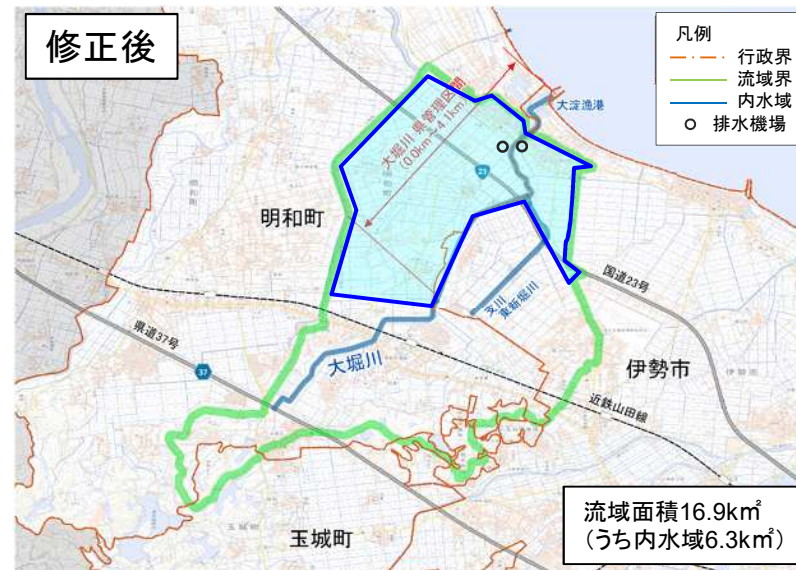 修正後
凡例
行政界
流域界
内水域
排水機場
大淀漁港
大堀川 県管理区間
(0.0km～4.1km)
23
明和町
国道23号
支川
東新堀川
県道37号
37
大堀川
伊勢市
近鉄山田線
玉城町
流域面積16.9km²
（うち内水域6.3km²）